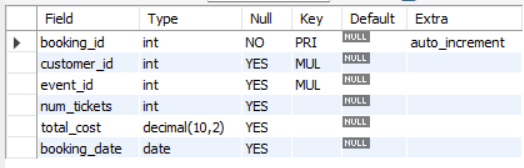 Field Type Null Key Default Extra
booking_id int NO PRI NULL auto_increment
customer_id int YES MUL NULL
event_id int YES MUL NULL
num_tickets int YES NULL
total_cost decimal(10,2) YES NULL
booking_date date YES NULL